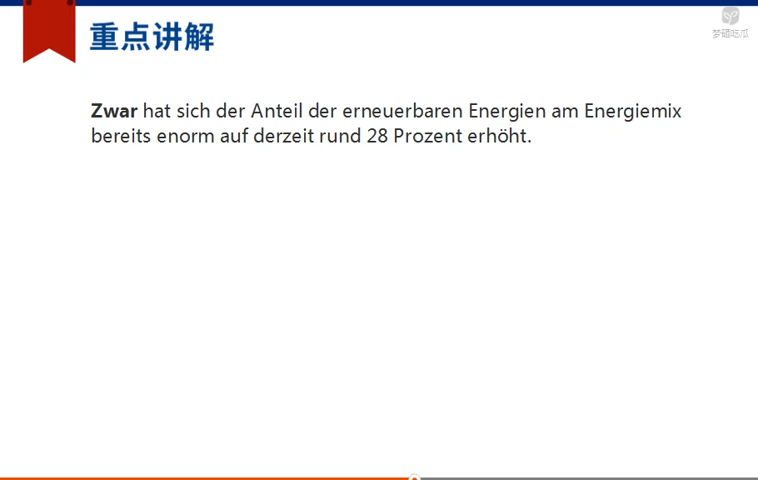 重点讲解
Zwar hat sich der Anteil der erneuerbaren Energien am Energiemix
bereits enorm auf derzeit rund 28 Prozent erhöht.